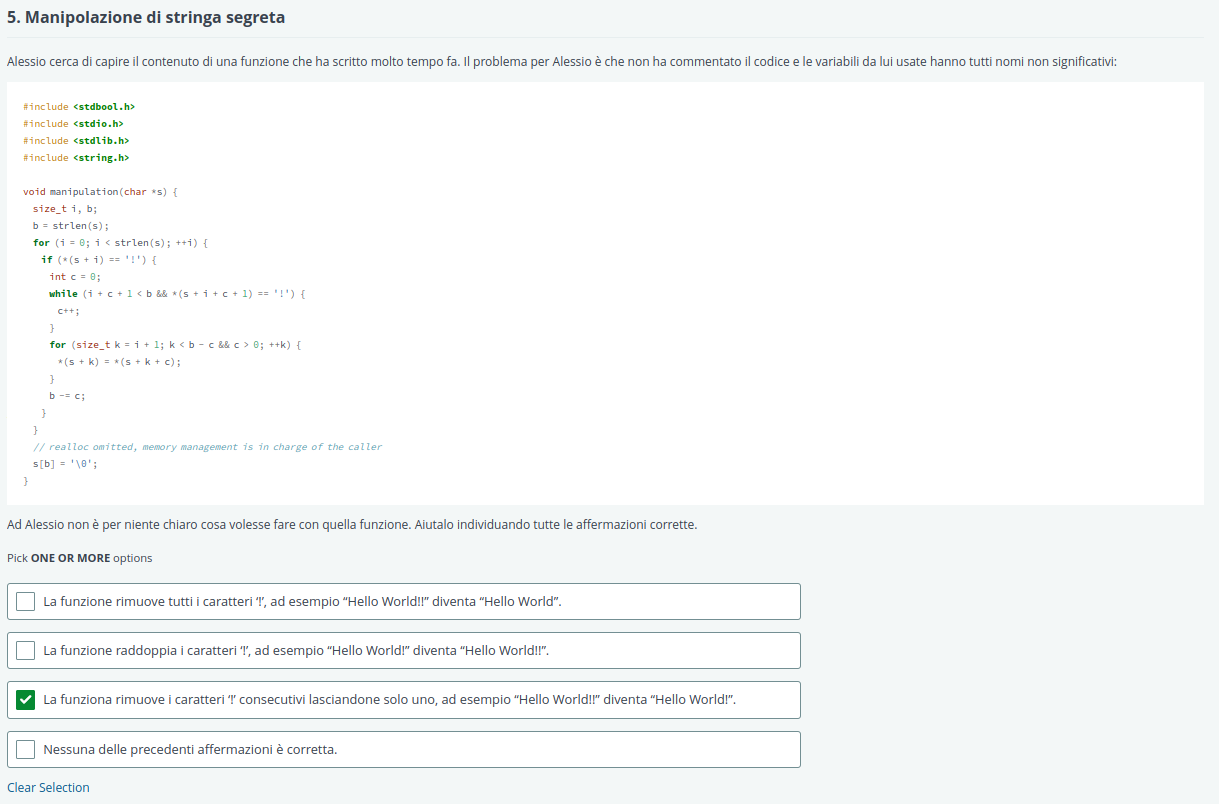 5. Manipolazione di stringa segreta
Alessio cerca di capire il contenuto di una funzione che ha scritto molto tempo fa. Il problema per Alessio è che non ha commentato il codice e le variabili da lui usate hanno tutti nomi non significativi:
#include <stdbool.h>
#include <stdio.h>
#include <stdlib.h>
#include <string.h>
void manipulation(char *s) {
size_t i, b;
b = strlen(s);
for (i = 0; i < strlen(s); ++i) {
if (*(s + i) == '!') {
int c = 0;
while (i + c + 1 < b && *(s + i + c + 1) == '!') {
c++;
}
for (size_t k = i + 1; k < b - c && c > 0; ++k) {
*(s + k) = *(s + k + c);
}
b -= c;
}
}
// realloc omitted, memory management is in charge of the caller
s[b] = '\0';
}
Ad Alessio non è per niente chiaro cosa volesse fare con quella funzione. Aiutalo individuando tutte le affermazioni corrette.
Pick ONE OR MORE options
La funzione rimuove tutti i caratteri ‘!’, ad esempio “Hello World!!” diventa “Hello World”.
La funzione raddoppia i caratteri ‘!’, ad esempio “Hello World!” diventa “Hello World!!”.
La funziona rimuove i caratteri ‘!’ consecutivi lasciandone solo uno, ad esempio “Hello World!!” diventa “Hello World!”.
Nessuna delle precedenti affermazioni è corretta.
Clear Selection